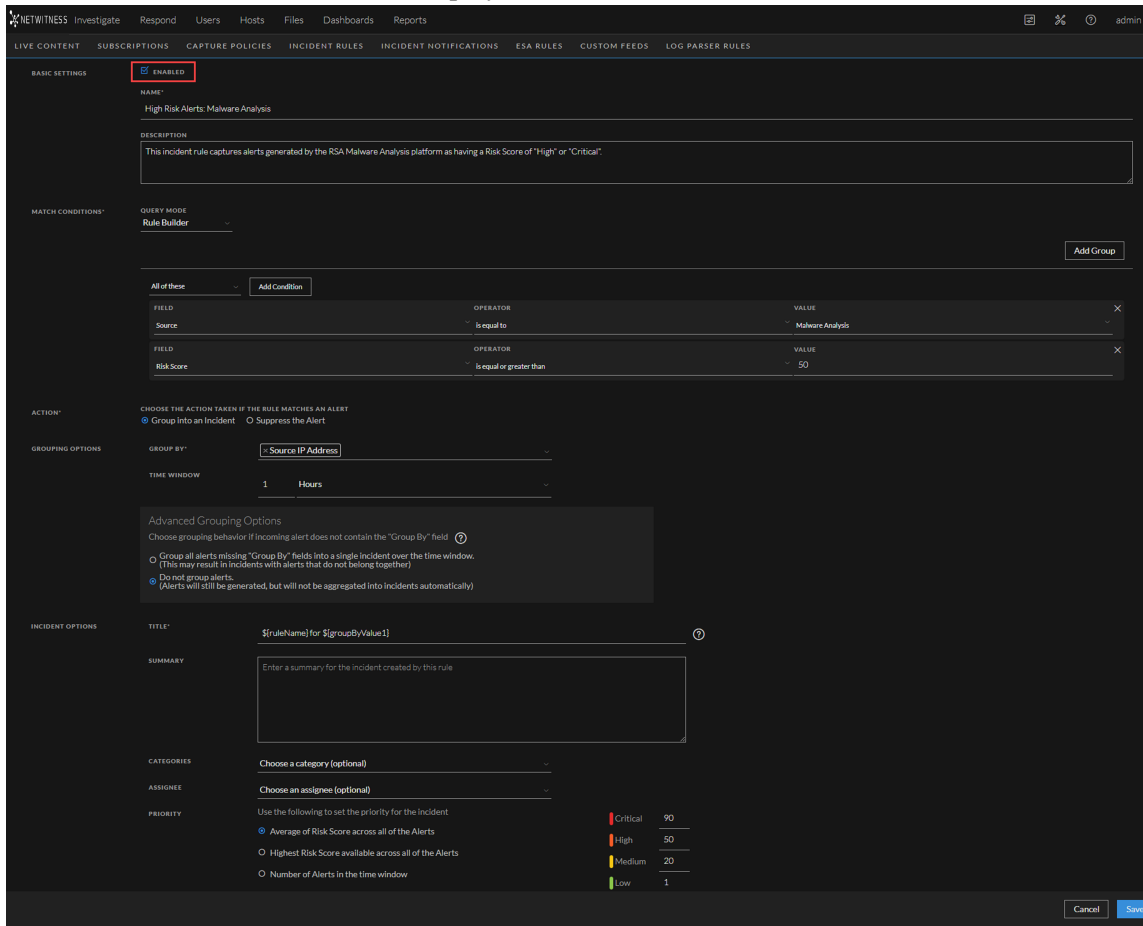 NETWITNESS Investigate Respond Users Hosts Files Dashboards Reports admin
LIVE CONTENT SUBSCRIPTIONS CAPTURE POLICIES INCIDENT RULES INCIDENT NOTIFICATIONS ESA RULES CUSTOM FEEDS LOG PARSER RULES
BASIC SETTINGS
ENABLED
NAME*
High Risk Alerts: Malware Analysis
DESCRIPTION
This incident rule captures alerts generated by the RSA Malware Analysis platform as having a Risk Score of "High" or "Critical".
MATCH CONDITIONS*
QUERY MODE
Rule Builder
Add Group
All of these Add Condition
FIELD OPERATOR VALUE
Source is equal to Malware Analysis
FIELD OPERATOR VALUE
Risk Score is equal or greater than 50
ACTION*
CHOOSE THE ACTION TAKEN IF THE RULE MATCHES AN ALERT
Group into an Incident Suppress the Alert
GROUPING OPTIONS
GROUP BY* × Source IP Address
TIME WINDOW
1 Hours
Advanced Grouping Options
Choose grouping behavior if incoming alert does not contain the "Group By" field ?
Group all alerts missing "Group By" fields into a single incident over the time window.
(This may result in incidents with alerts that do not belong together)
Do not group alerts.
(Alerts will still be generated, but will not be aggregated into incidents automatically)
INCIDENT OPTIONS
TITLE*
${ruleName} for ${groupByValue1} ?
SUMMARY
Enter a summary for the incident created by this rule
CATEGORIES Choose a category (optional)
ASSIGNEE Choose an assignee (optional)
PRIORITY Use the following to set the priority for the incident
Average of Risk Score across all of the Alerts
Highest Risk Score available across all of the Alerts
Number of Alerts in the time window
Critical 90
High 50
Medium 20
Low 1
Cancel Save